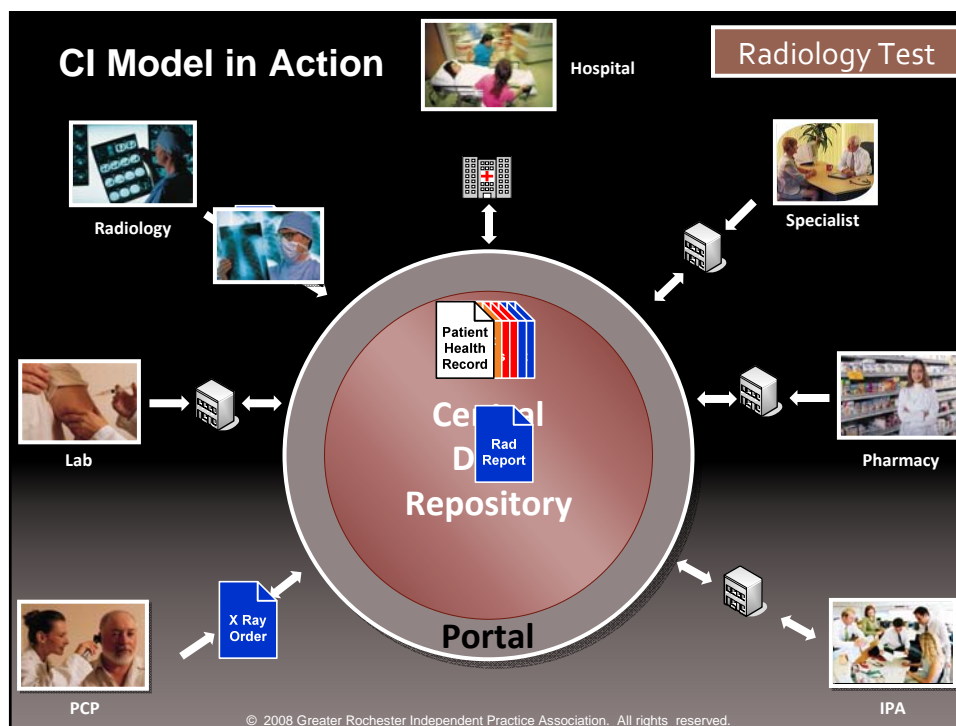 CI Model in Action
Radiology Test
Hospital
Radiology
Specialist
Patient
Health
Record
Central
Rad
Report
Repository
Lab
Pharmacy
X Ray
Order
Portal
PCP
IPA
© 2008 Greater Rochester Independent Practice Association. All rights reserved.